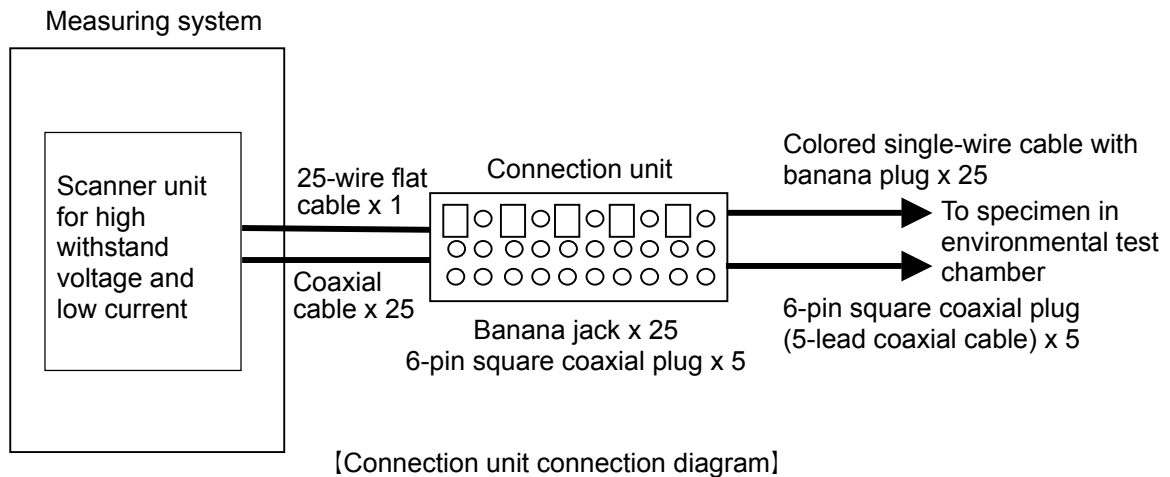 Measuring system
Scanner unit
for high
withstand
voltage and
low current
25-wire flat
cable x 1
Coaxial
cable x 25
Connection unit
Banana jack x 25
6-pin square coaxial plug x 5
Colored single-wire cable with
banana plug x 25
To specimen in
environmental test
chamber
6-pin square coaxial plug
(5-lead coaxial cable) x 5
【Connection unit connection diagram】